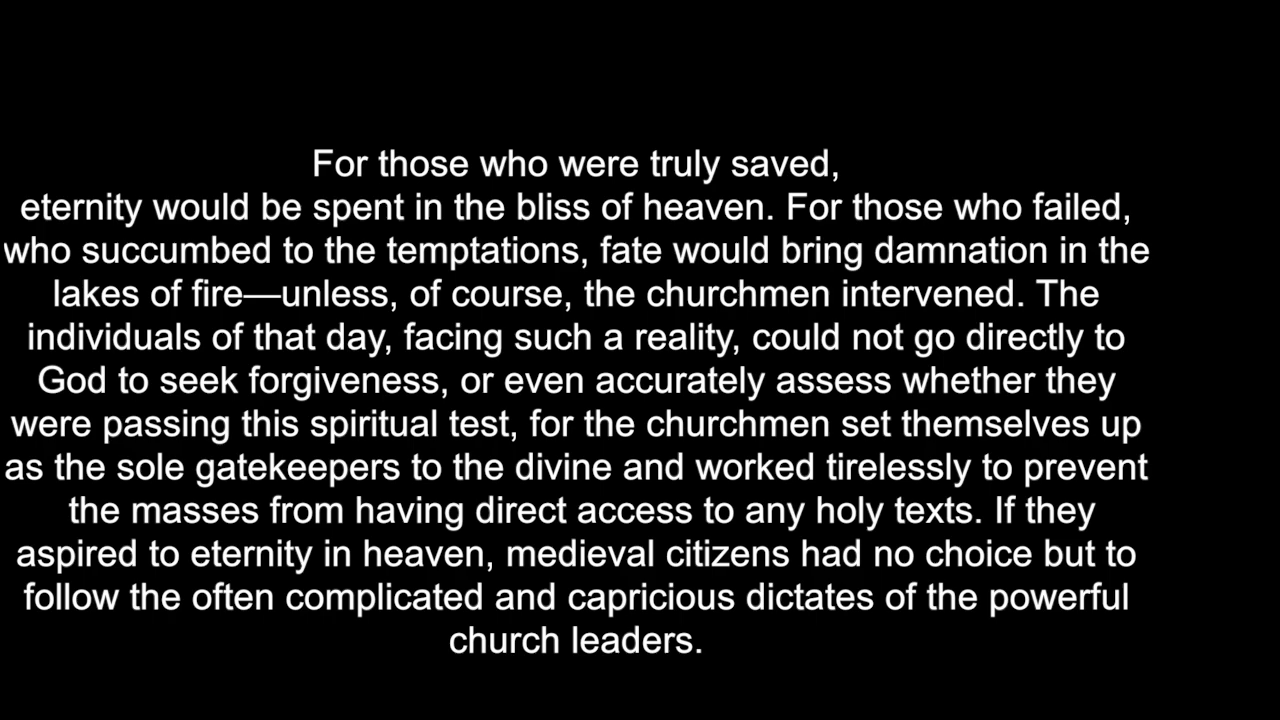 For those who were truly saved,
eternity would be spent in the bliss of heaven. For those who failed,
who succumbed to the temptations, fate would bring damnation in the
lakes of fire—unless, of course, the churchmen intervened. The
individuals of that day, facing such a reality, could not go directly to
God to seek forgiveness, or even accurately assess whether they
were passing this spiritual test, for the churchmen set themselves up
as the sole gatekeepers to the divine and worked tirelessly to prevent
the masses from having direct access to any holy texts. If they
aspired to eternity in heaven, medieval citizens had no choice but to
follow the often complicated and capricious dictates of the powerful
church leaders.